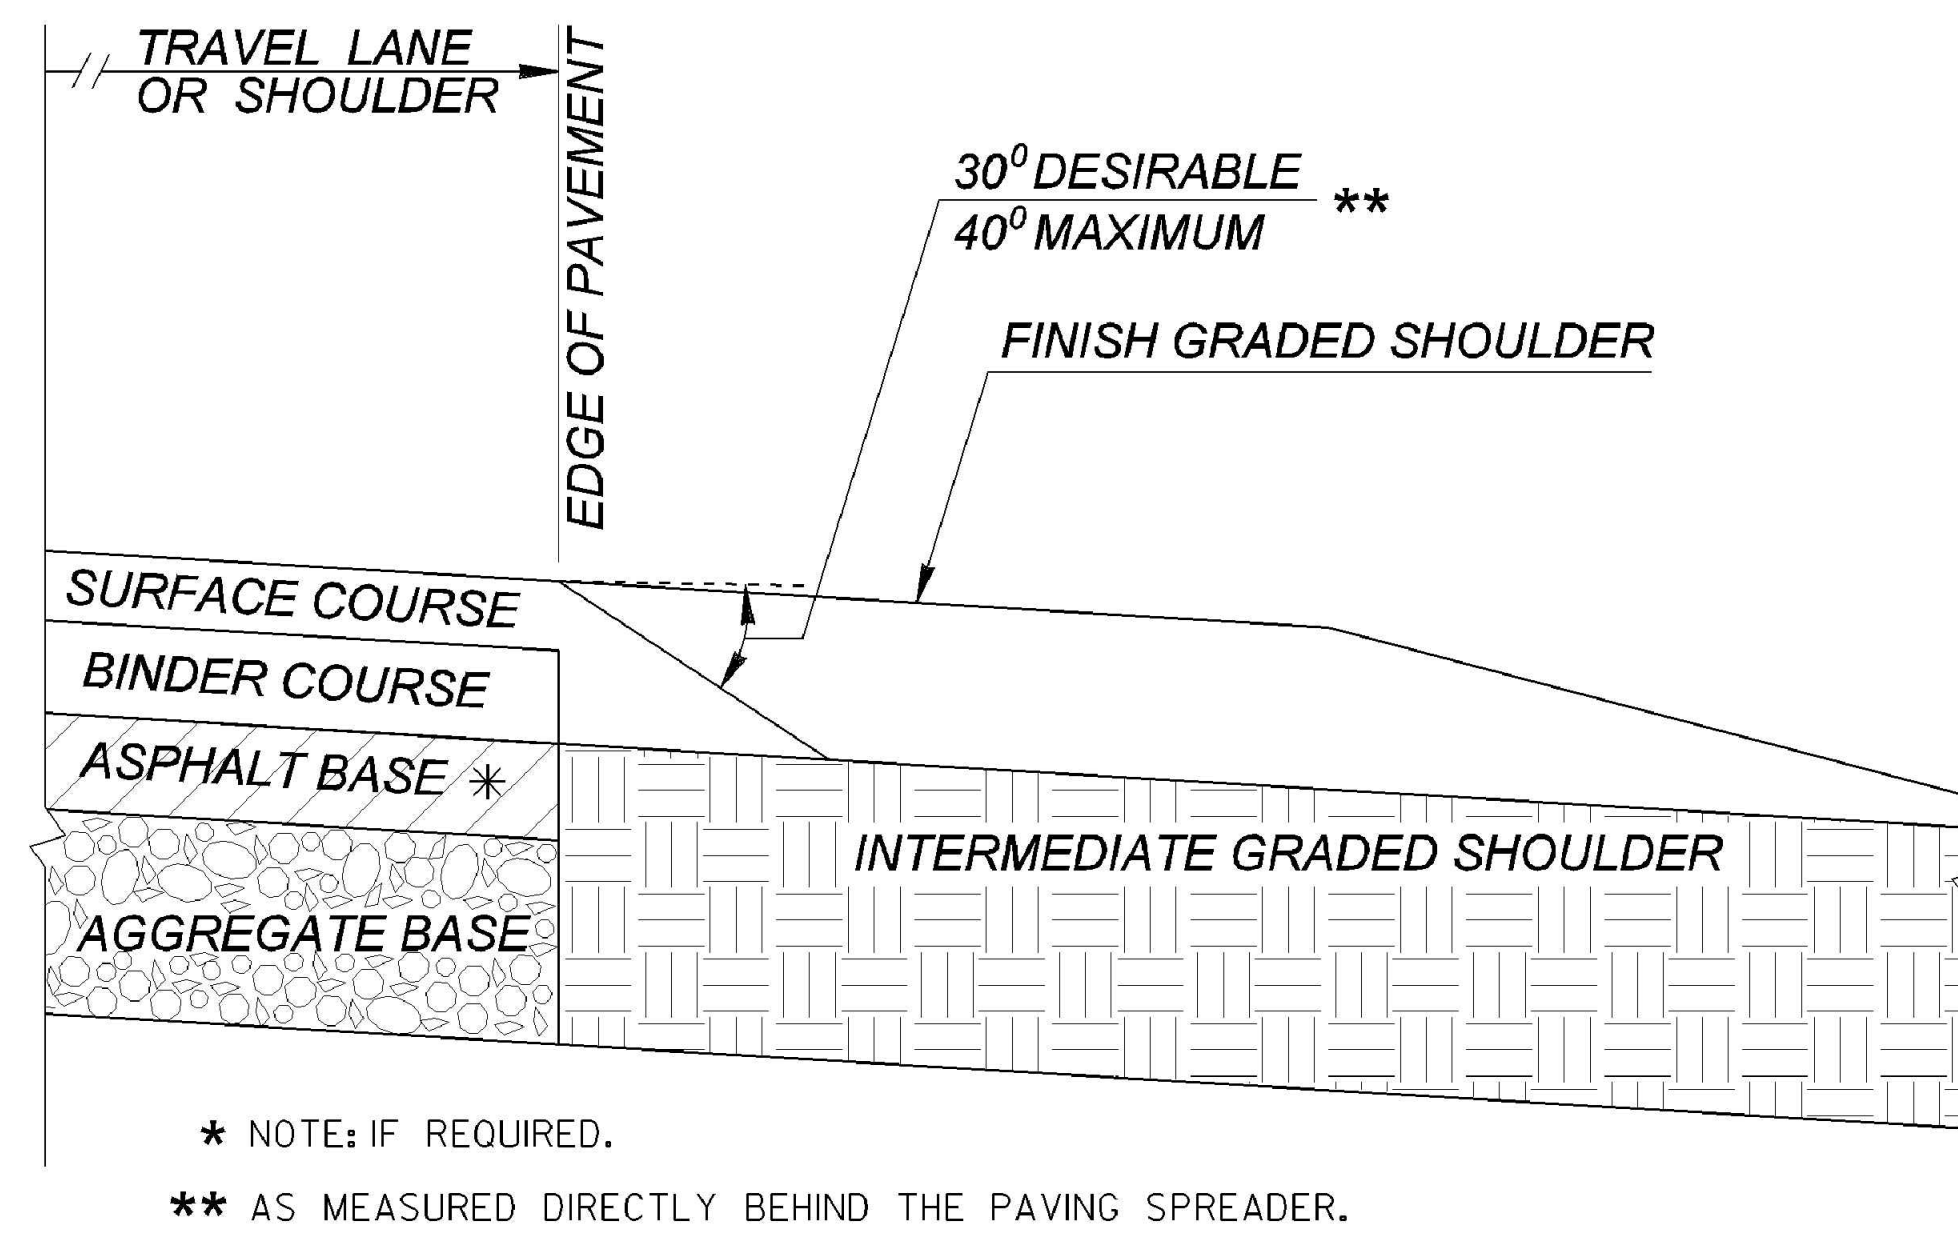 TRAVEL LANE
OR SHOULDER
EDGE OF PAVEMENT
30⁰ DESIRABLE
40⁰ MAXIMUM
**
FINISH GRADED SHOULDER
SURFACE COURSE
BINDER COURSE
ASPHALT BASE *
AGGREGATE BASE
INTERMEDIATE GRADED SHOULDER
* NOTE: IF REQUIRED.
** AS MEASURED DIRECTLY BEHIND THE PAVING SPREADER.